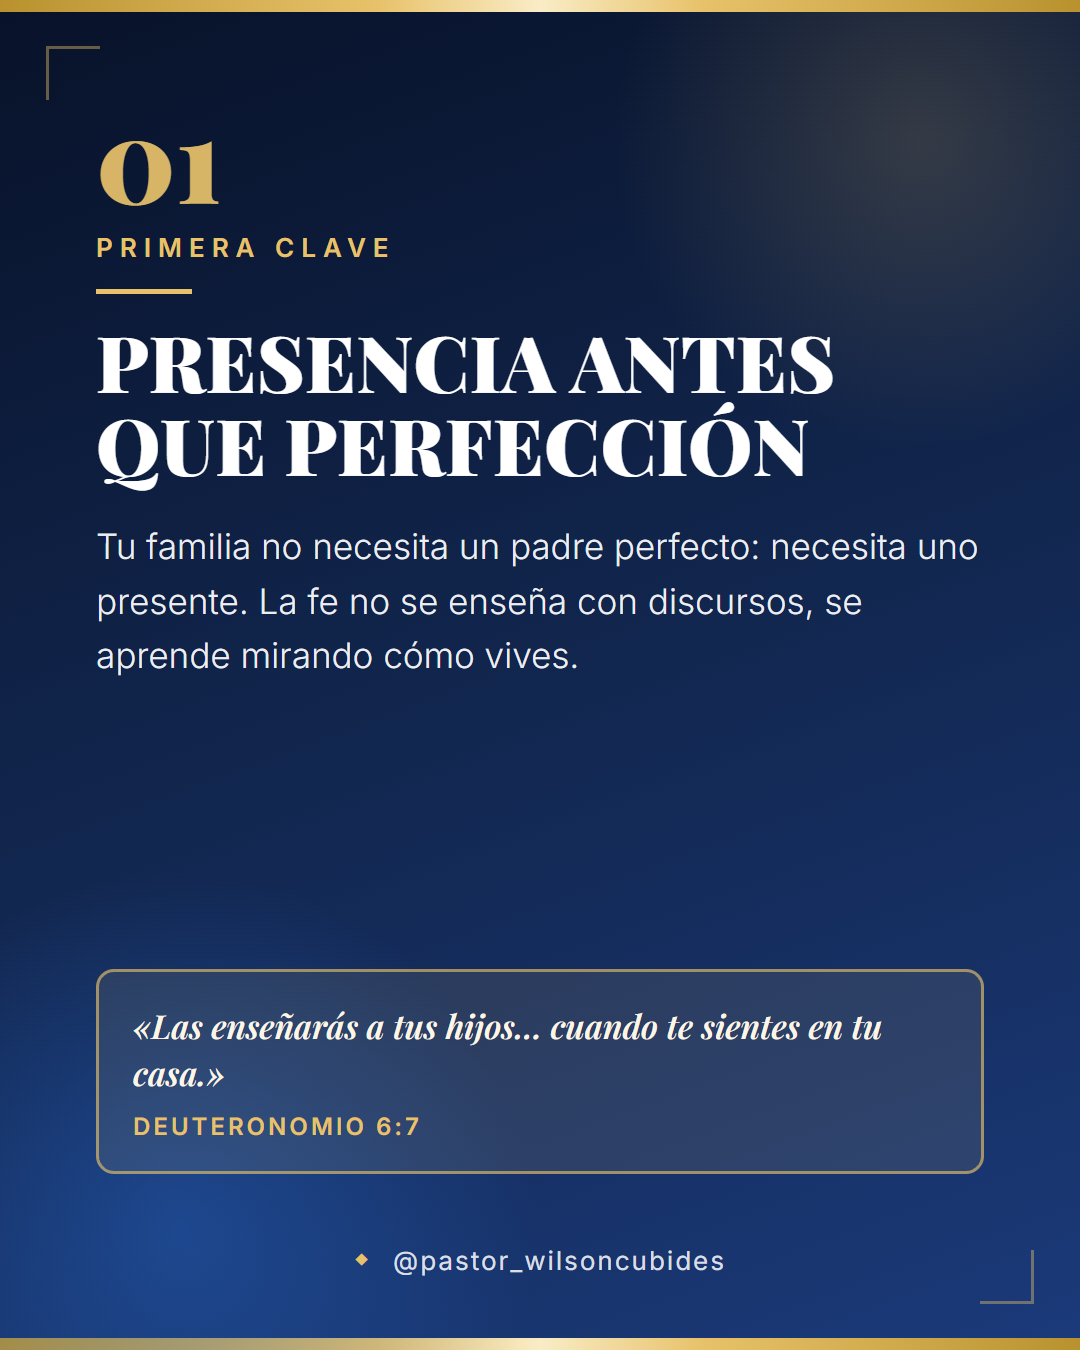 01
PRIMERA CLAVE
PRESENCIA ANTES
QUE PERFECCIÓN
Tu familia no necesita un padre perfecto: necesita uno
presente. La fe no se enseña con discursos, se
aprende mirando cómo vives.
«Las enseñarás a tus hijos... cuando te sientes en tu
casa.»
DEUTERONOMIO 6:7
@pastor_wilsoncubides